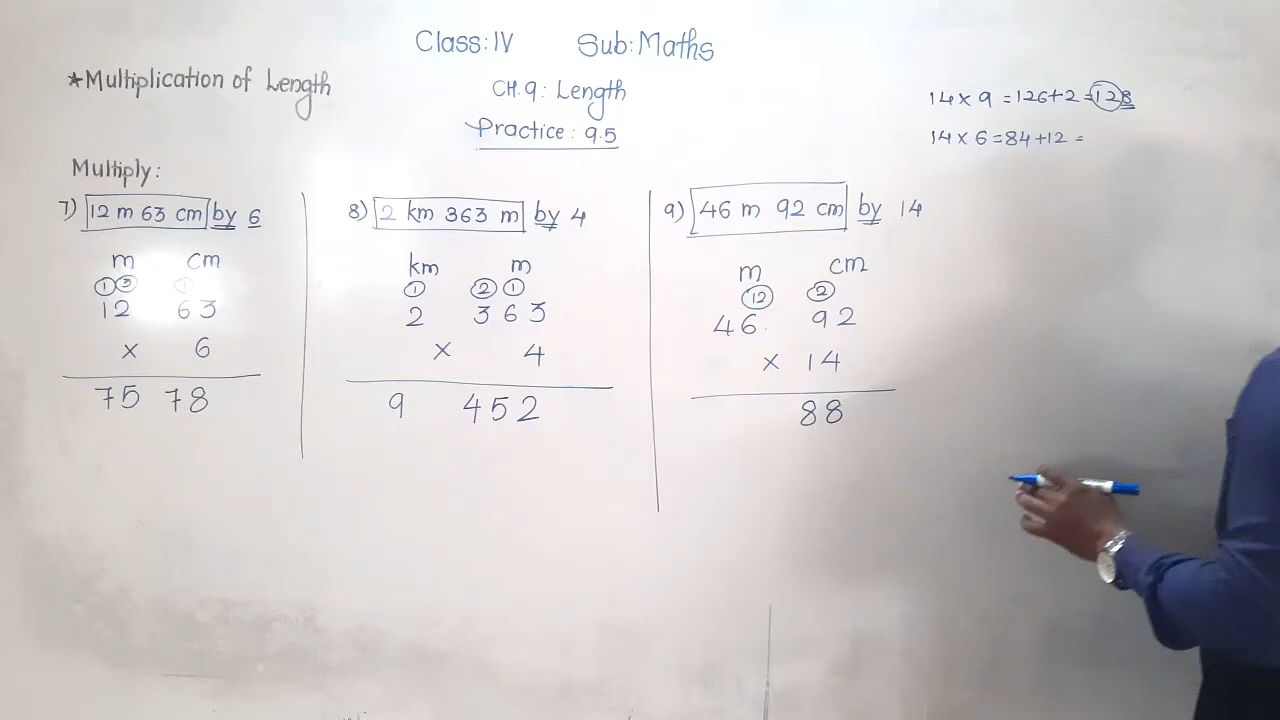 Class: IV Sub: Maths
*Multiplication of Length
CH.9: Length
Practice: 9.5
14 × 9 = 126+2 = 128
14 × 6 = 84+12 =
Multiply:
7) 12 m 63 cm by 6
m cm
1 3 1
12 63
× 6
75 78
8) 2 km 363 m by 4
km m
1 2 1
2 363
× 4
9 452
9) 46 m 92 cm by 14
m cm
12 2
46 92
× 14
88